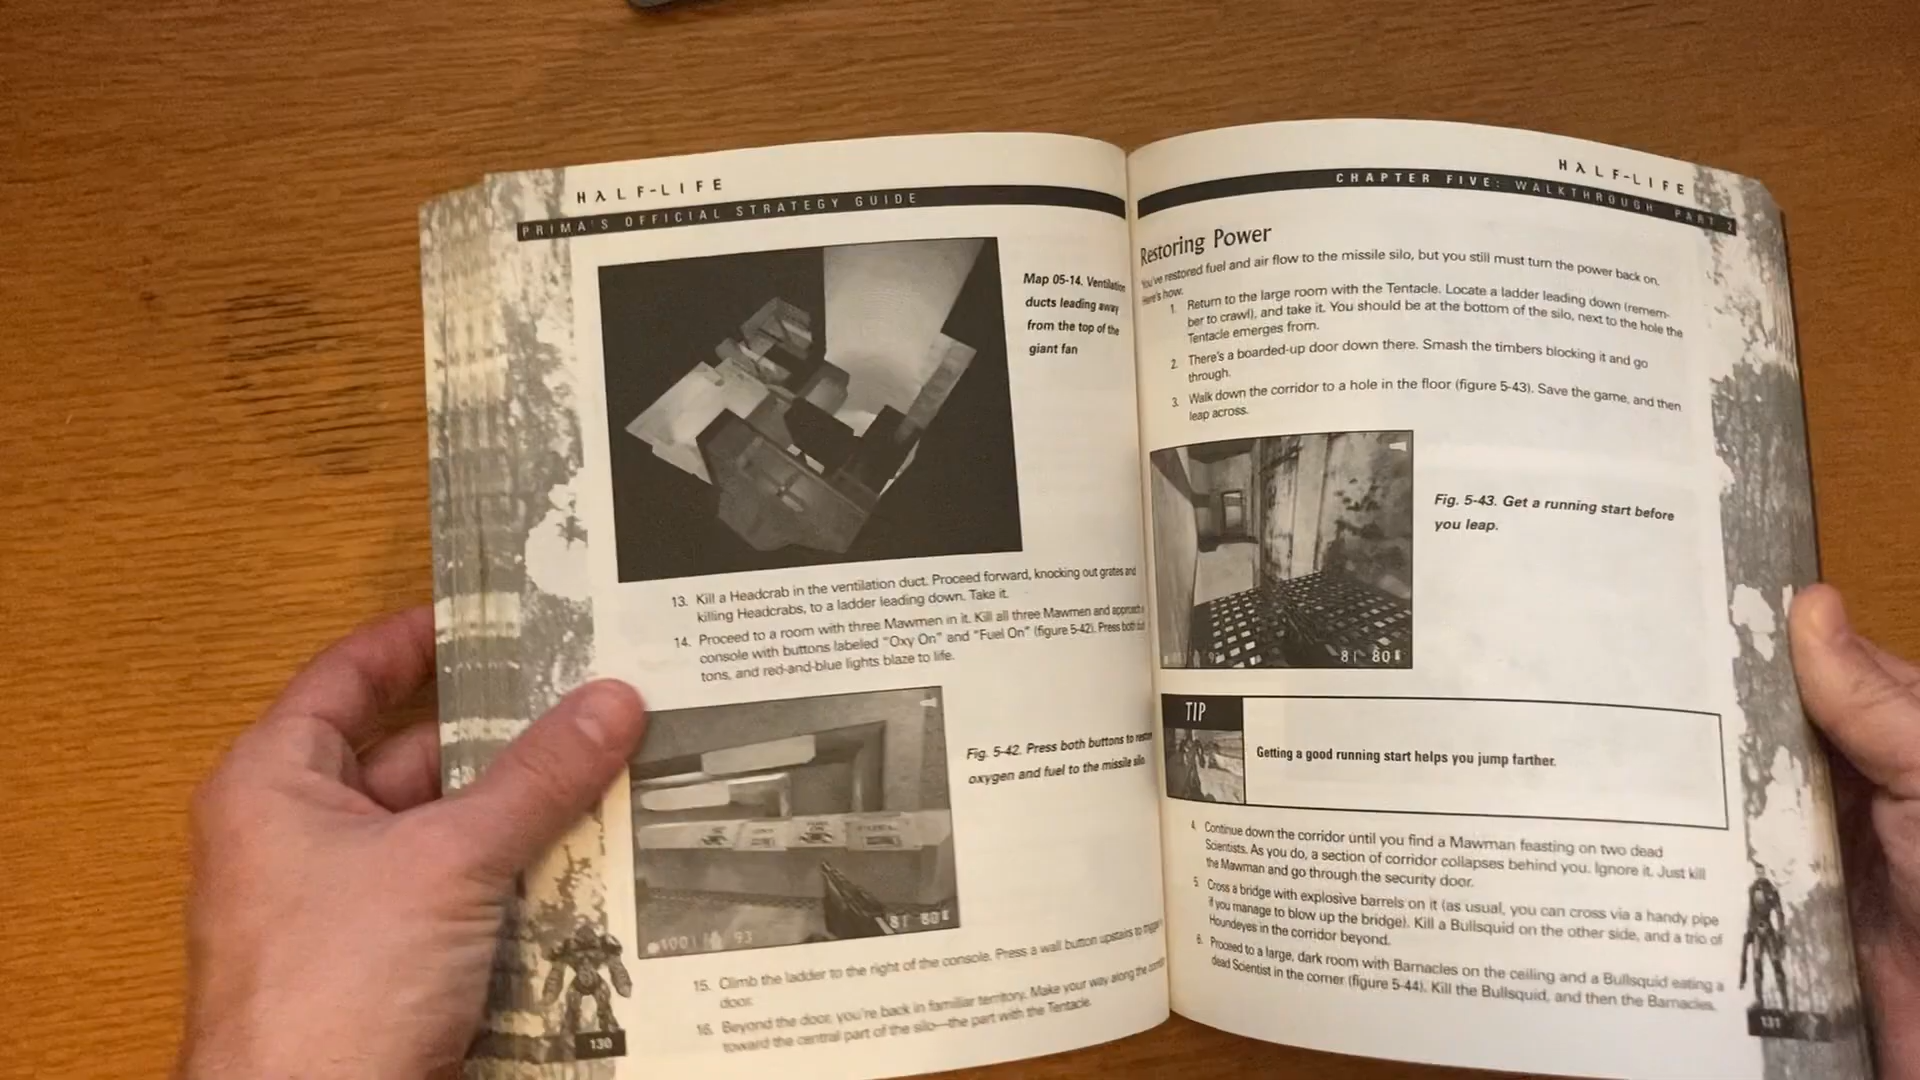 HλLF-LIFE
PRIMA'S OFFICIAL STRATEGY GUIDE
Map 05-14. Ventilation
ducts leading away
from the top of the
giant fan
13. Kill a Headcrab in the ventilation duct. Proceed forward, knocking out grates and
killing Headcrabs, to a ladder leading down. Take it.
14. Proceed to a room with three Mawmen in it. Kill all three Mawmen and approach
console with buttons labeled "Oxy On" and "Fuel On" (figure 5-42). Press both but
tons, and red-and-blue lights blaze to life.
100 93
81 80
Fig. 5-42. Press both buttons to restore
oxygen and fuel to the missile silo
15. Climb the ladder to the right of the console. Press a wall button upstairs to
door.
16. Beyond the door, you're back in familiar territory. Make your way along the
toward the central part of the silo—the part with the Tentacle.
130
HλLF-LIFE
CHAPTER FIVE: WALKTHROUGH PART 2
Restoring Power
You've restored fuel and air flow to the missile silo, but you still must turn the power back on.
Here's how.
1. Return to the large room with the Tentacle. Locate a ladder leading down (remem-
ber to crawl), and take it. You should be at the bottom of the silo, next to the hole the
Tentacle emerges from.
2. There's a boarded-up door down there. Smash the timbers blocking it and go
through.
3. Walk down the corridor to a hole in the floor (figure 5-43). Save the game, and then
leap across.
81 80
Fig. 5-43. Get a running start before
you leap.
TIP
Getting a good running start helps you jump farther.
4. Continue down the corridor until you find a Mawman feasting on two dead
Scientists. As you do, a section of corridor collapses behind you. Ignore it. Just kill
the Mawman and go through the security door.
5. Cross a bridge with explosive barrels on it (as usual, you can cross via a handy pipe
if you manage to blow up the bridge). Kill a Bullsquid on the other side, and a trio of
Houndeyes in the corridor beyond.
6. Proceed to a large, dark room with Barnacles on the ceiling and a Bullsquid eating a
dead Scientist in the corner (figure 5-44). Kill the Bullsquid, and then the Barnacles.
131